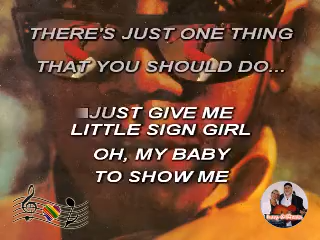 THERE'S JUST ONE THING
THAT YOU SHOULD DO...
JUST GIVE ME
LITTLE SIGN GIRL
OH, MY BABY
TO SHOW ME